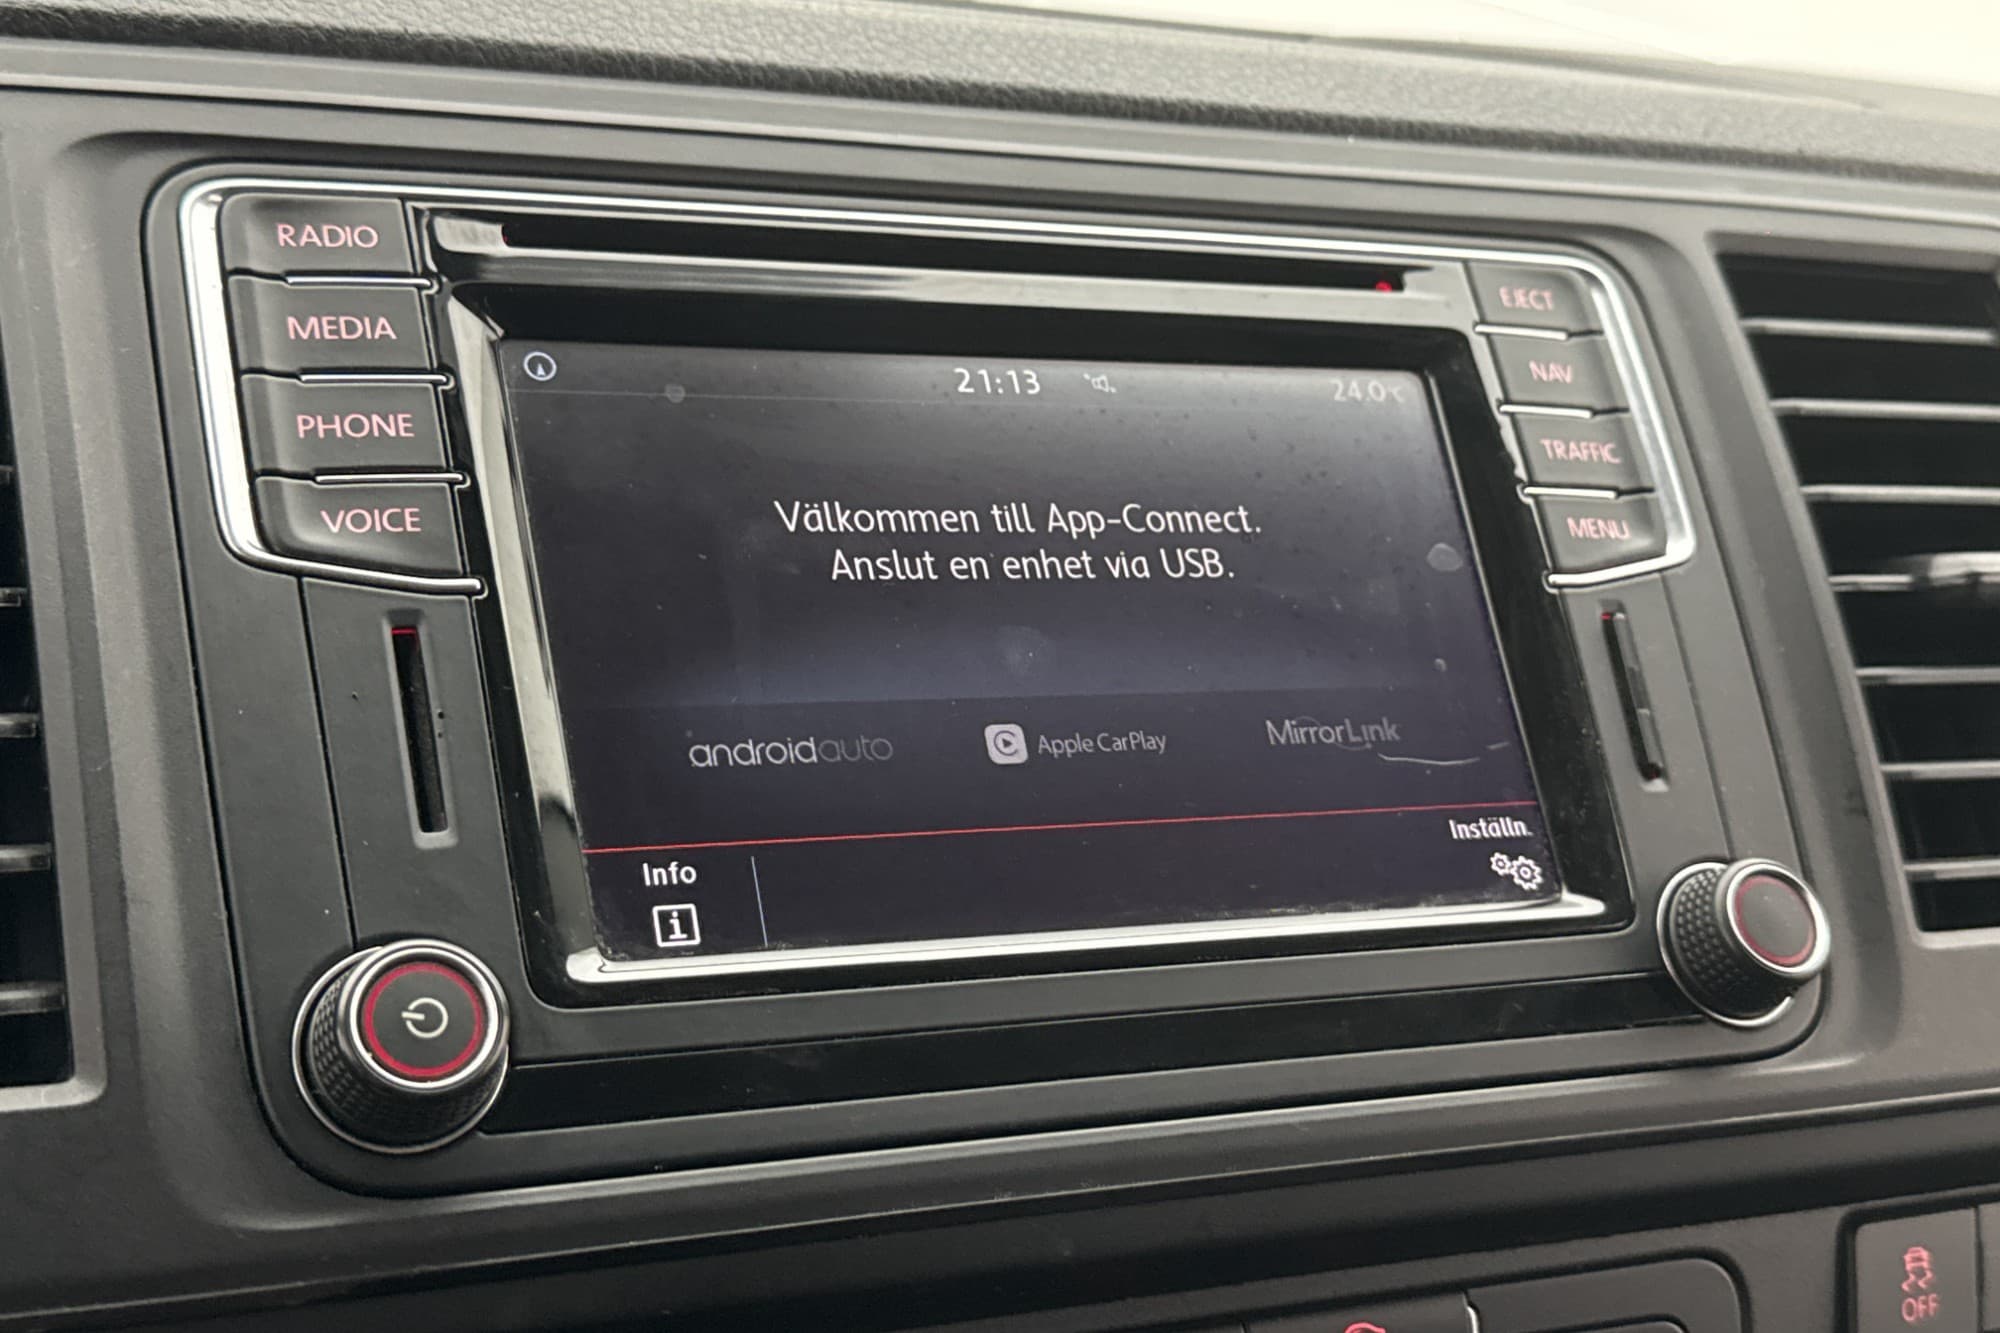 RADIO
MEDIA
PHONE
VOICE
EJECT
NAV
TRAFFIC
MENU
21:13
24.0°C
Välkommen till App-Connect.
Anslut en enhet via USB.
androidauto
Apple CarPlay
MirrorLink
Info
i
Inställn.
OFF